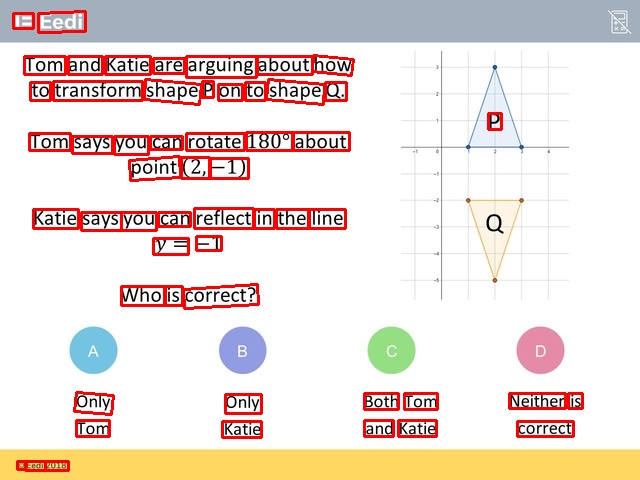 Eedi
Tom and Katie are arguing about how
to transform shape P on to shape Q.
Tom says you can rotate 180° about
point (2, −1)
Katie says you can reflect in the line
y = −1
Who is correct?
3
2
1
P
−1 0 1 2 3 4
−1
−2
−3
−4
−5
Q
A B C D
Only Tom
Only Katie
Both Tom and Katie
Neither is correct
© Eedi 2018